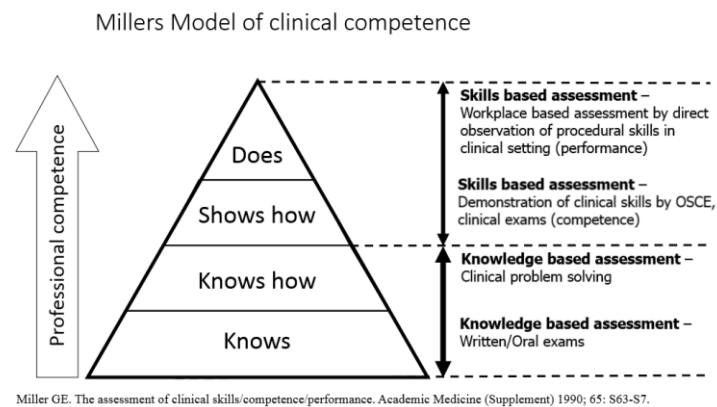 Millers Model of clinical competence
Professional competence
Does
Shows how
Knows how
Knows
Skills based assessment –
Workplace based assessment by direct
observation of procedural skills in
clinical setting (performance)
Skills based assessment –
Demonstration of clinical skills by OSCE,
clinical exams (competence)
Knowledge based assessment –
Clinical problem solving
Knowledge based assessment –
Written/Oral exams
Miller GE. The assessment of clinical skills/competence/performance. Academic Medicine (Supplement) 1990; 65: S63-S7.